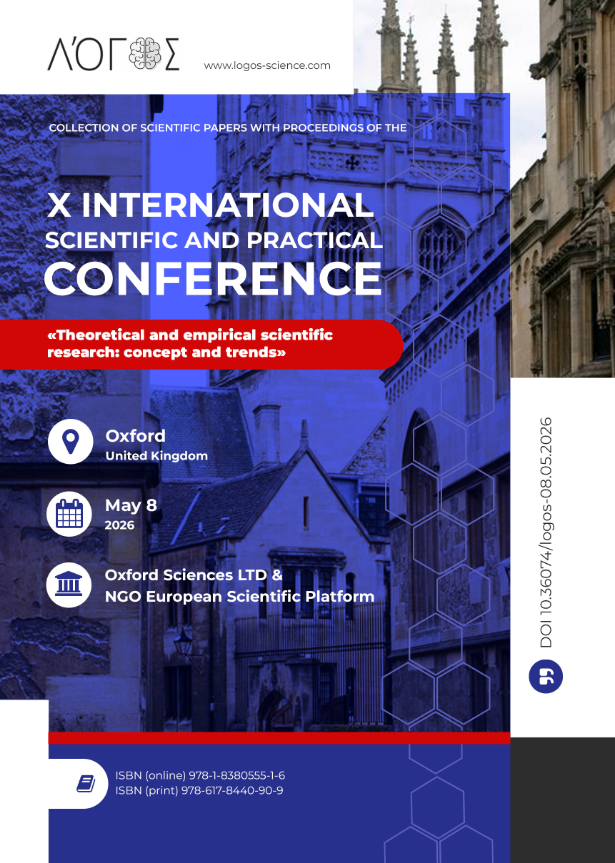 ΛΌΓΟΣ
www.logos-science.com
COLLECTION OF SCIENTIFIC PAPERS WITH PROCEEDINGS OF THE
X INTERNATIONAL
SCIENTIFIC AND PRACTICAL
CONFERENCE
«Theoretical and empirical scientific
research: concept and trends»
Oxford
United Kingdom
May 8
2026
Oxford Sciences LTD &
NGO European Scientific Platform
DOI 10.36074/logos-08.05.2026
ISBN (online) 978-1-8380555-1-6
ISBN (print) 978-617-8440-90-9